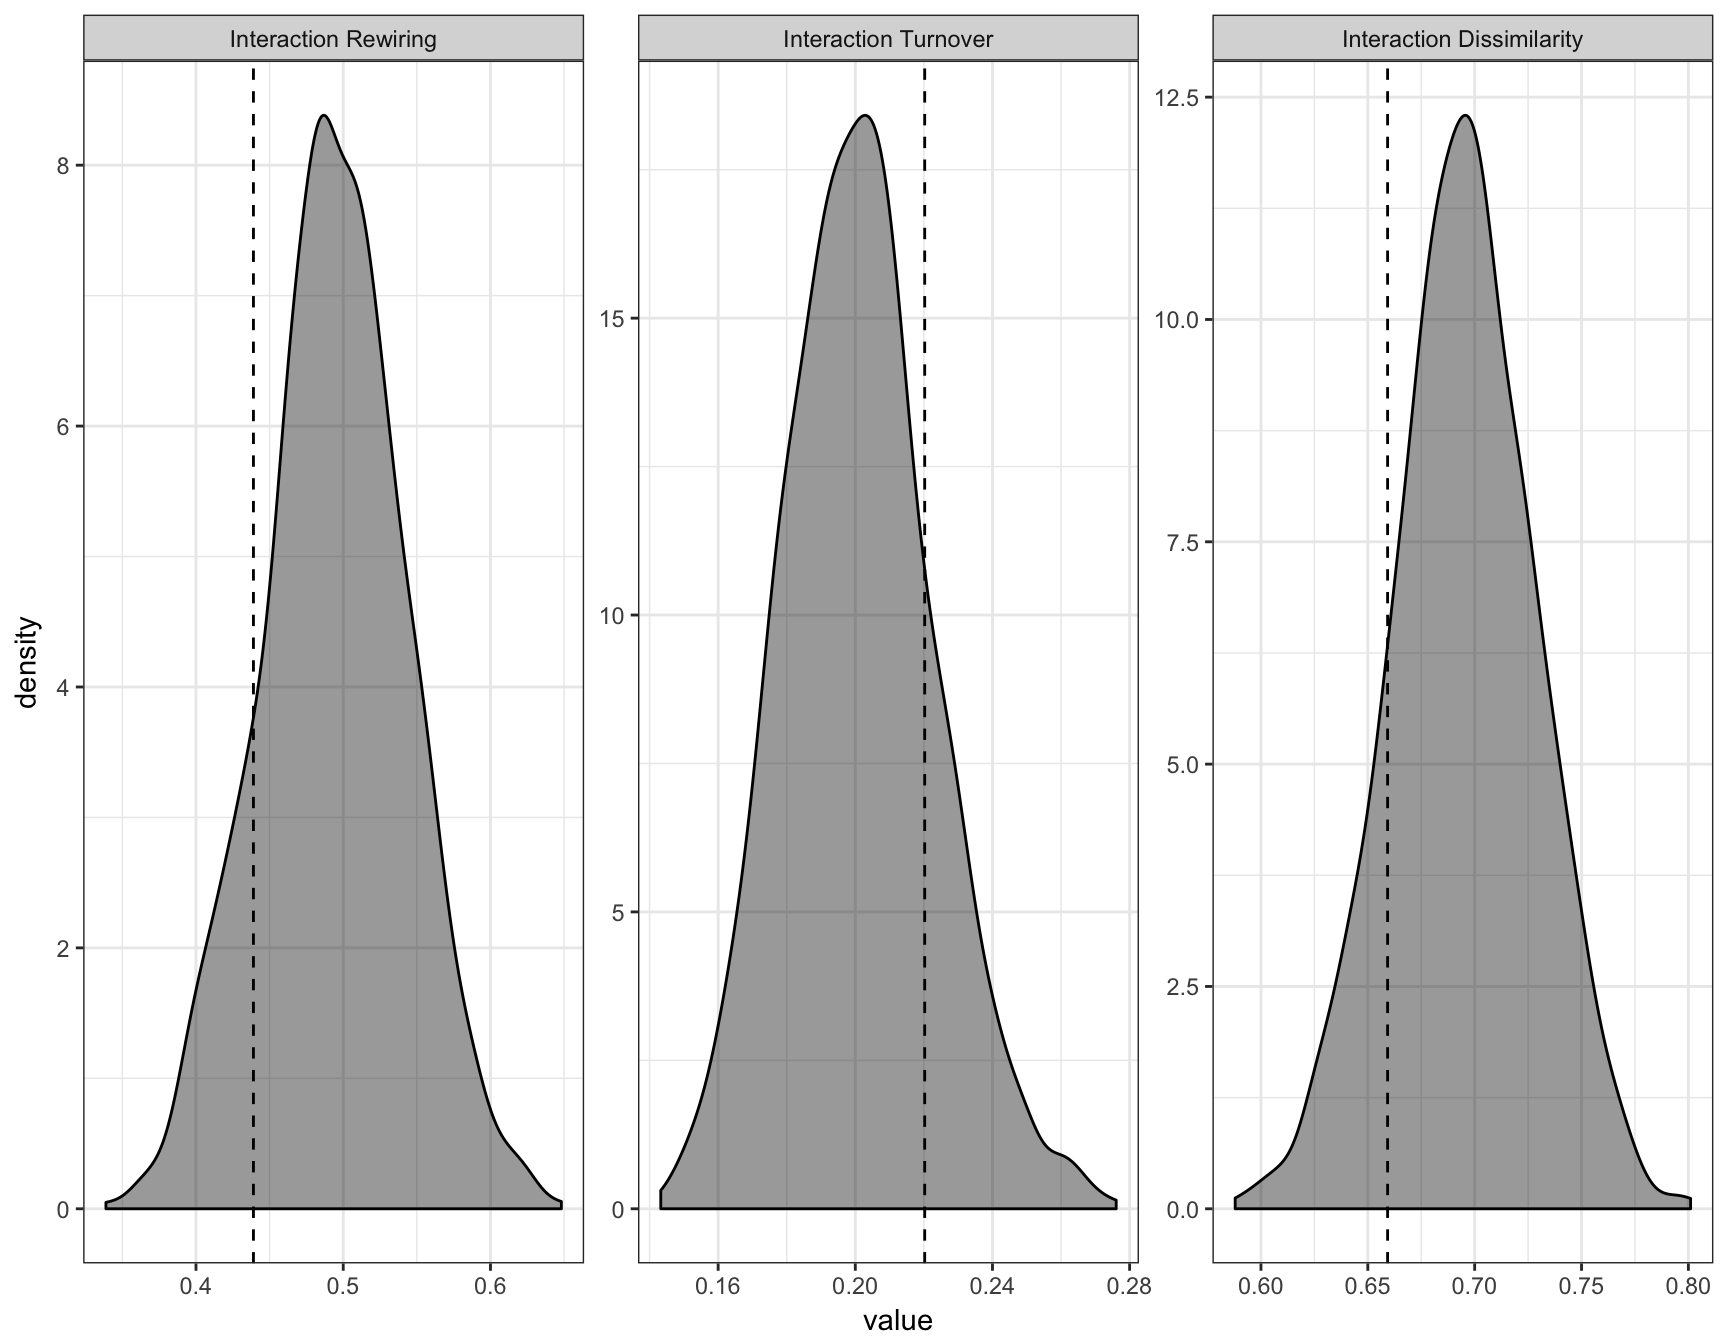 Interaction Rewiring
Interaction Turnover
Interaction Dissimilarity
density
8
6
4
2
0
0.4 0.5 0.6
15
10
5
0
0.16 0.20 0.24 0.28
12.5
10.0
7.5
5.0
2.5
0.0
0.60 0.65 0.70 0.75 0.80
value